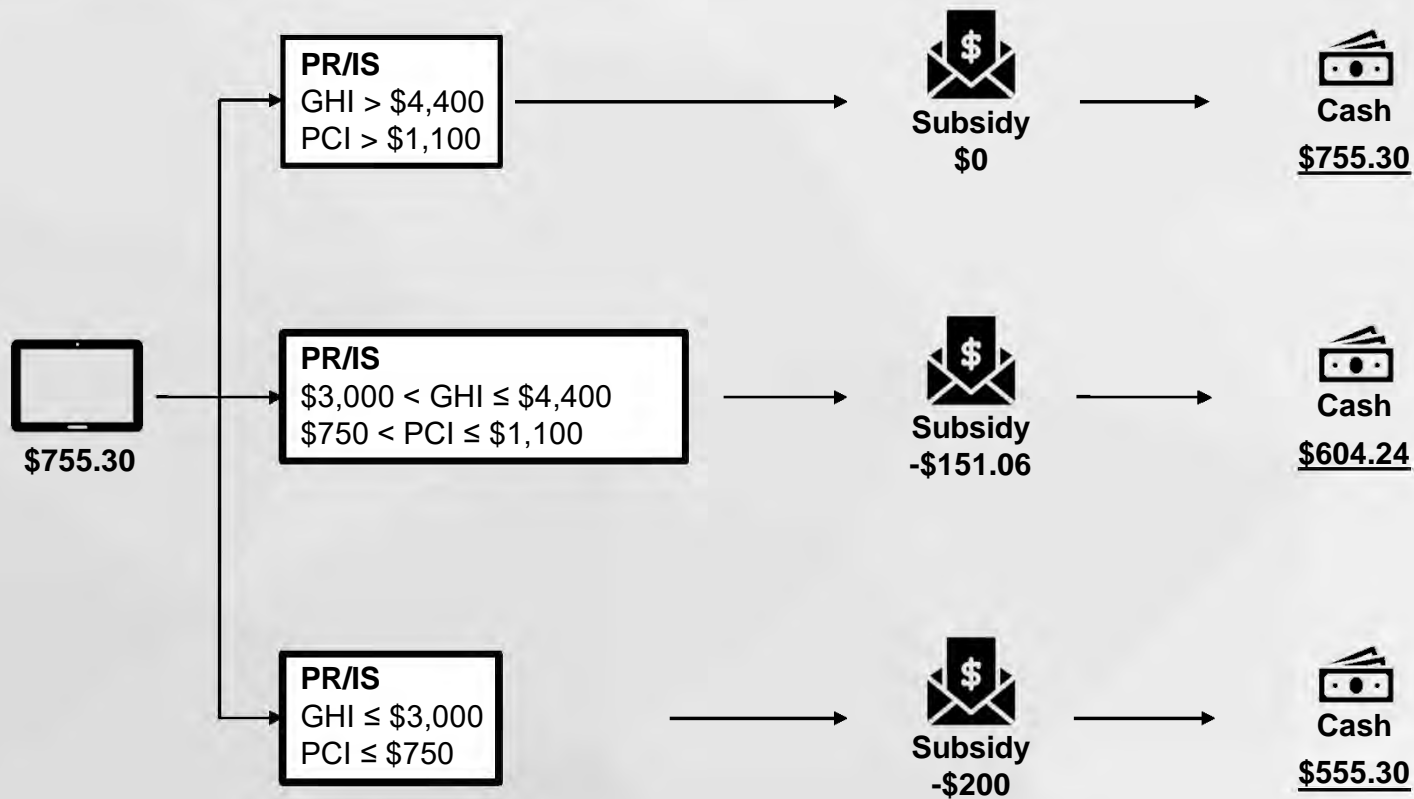 PR/IS
GHI > $4,400
PCI > $1,100
$
Subsidy
$0
Cash
$755.30
$755.30
PR/IS
$3,000 < GHI ≤ $4,400
$750 < PCI ≤ $1,100
$
Subsidy
-$151.06
Cash
$604.24
PR/IS
GHI ≤ $3,000
PCI ≤ $750
$
Subsidy
-$200
Cash
$555.30